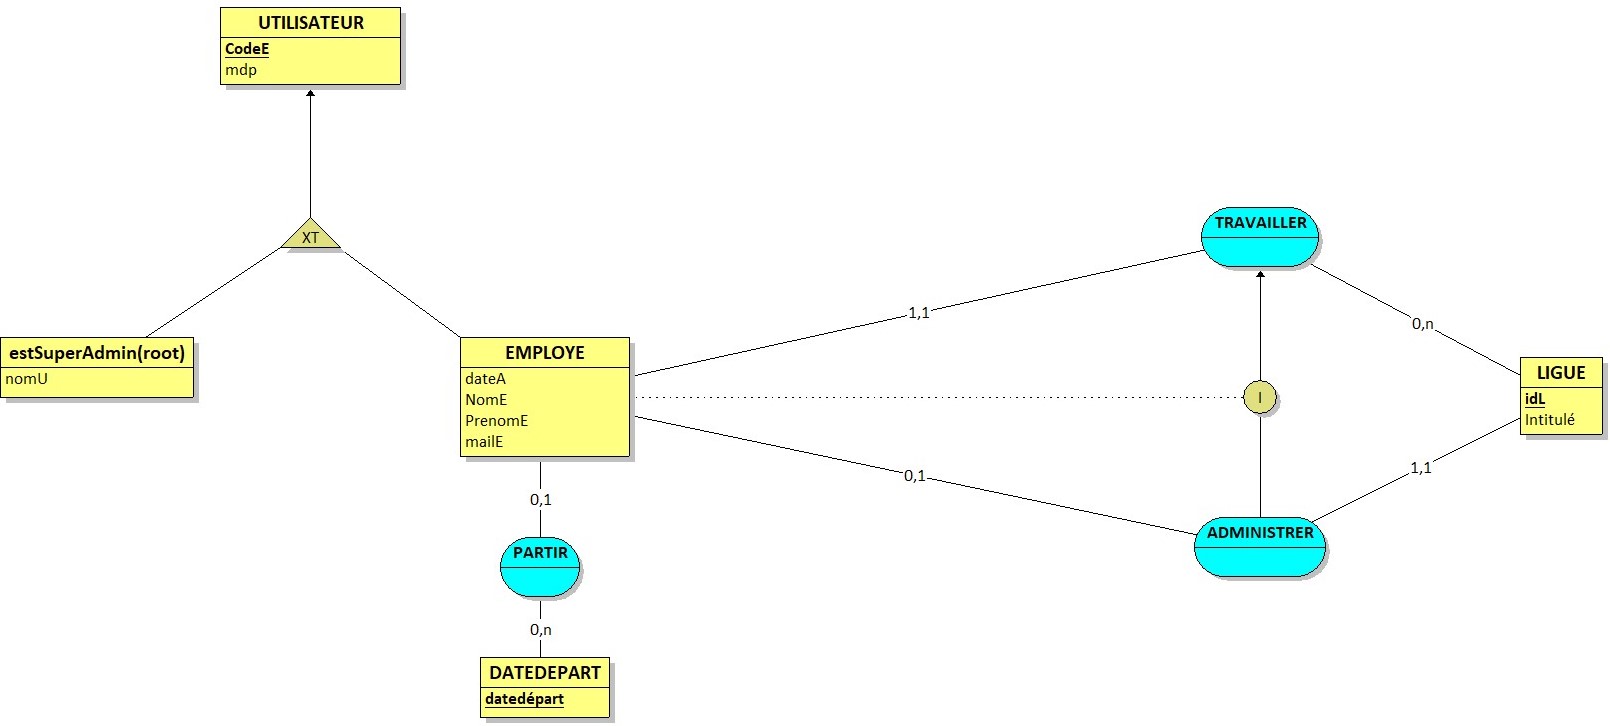 UTILISATEUR
CodeE
mdp
XT
estSuperAdmin(root)
nomU
EMPLOYE
dateA
NomE
PrenomE
mailE
1,1
TRAVAILLER
0,n
I
LIGUE
idL
Intitulé
0,1
1,1
ADMINISTRER
0,1
PARTIR
0,n
DATEDEPART
datedépart